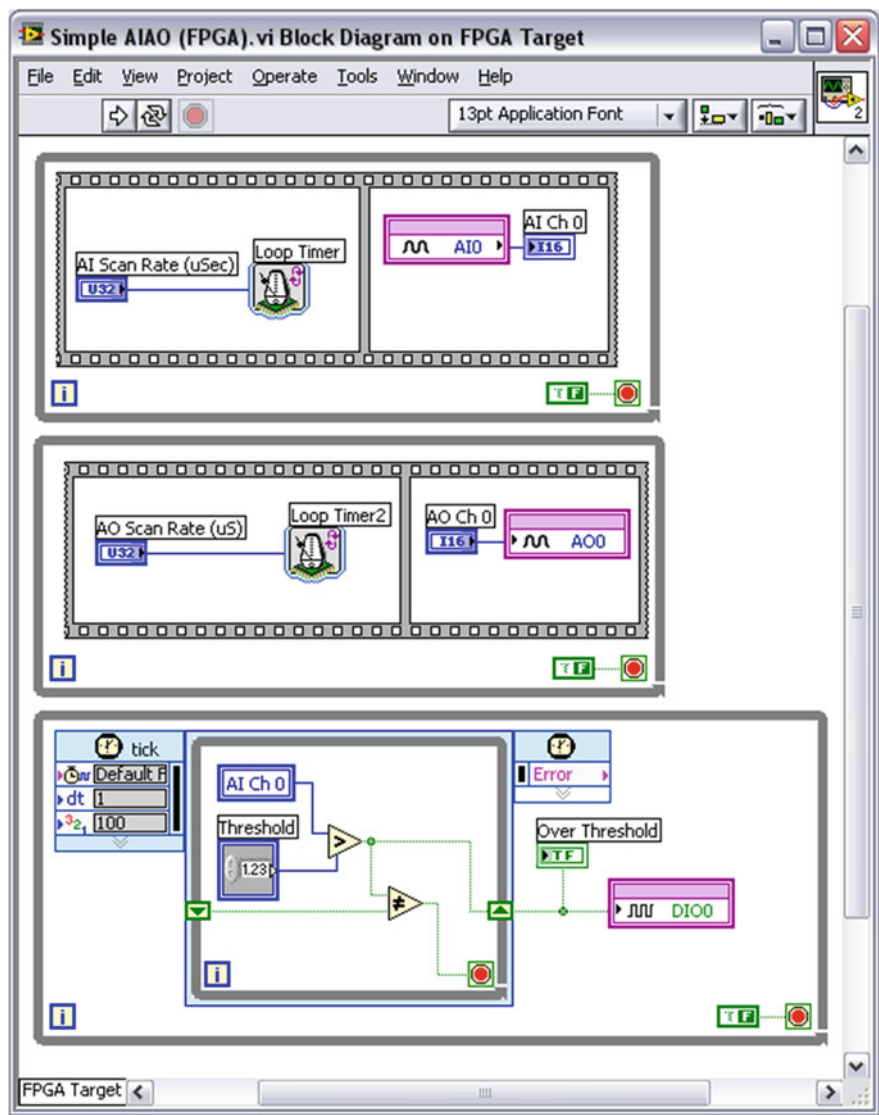 Simple AIAO (FPGA).vi Block Diagram on FPGA Target
File Edit View Project Operate Tools Window Help
13pt Application Font
2
AI Scan Rate (uSec)
U32
Loop Timer
AI0
AI Ch 0
I16
i
T F
AO Scan Rate (uS)
U32
Loop Timer2
AO Ch 0
I16
AO0
i
T F
tick
Default F
dt 1
321 100
AI Ch 0
Threshold
1.23
>
≠
i
Error
Over Threshold
TF
DIO0
i
T F
FPGA Target